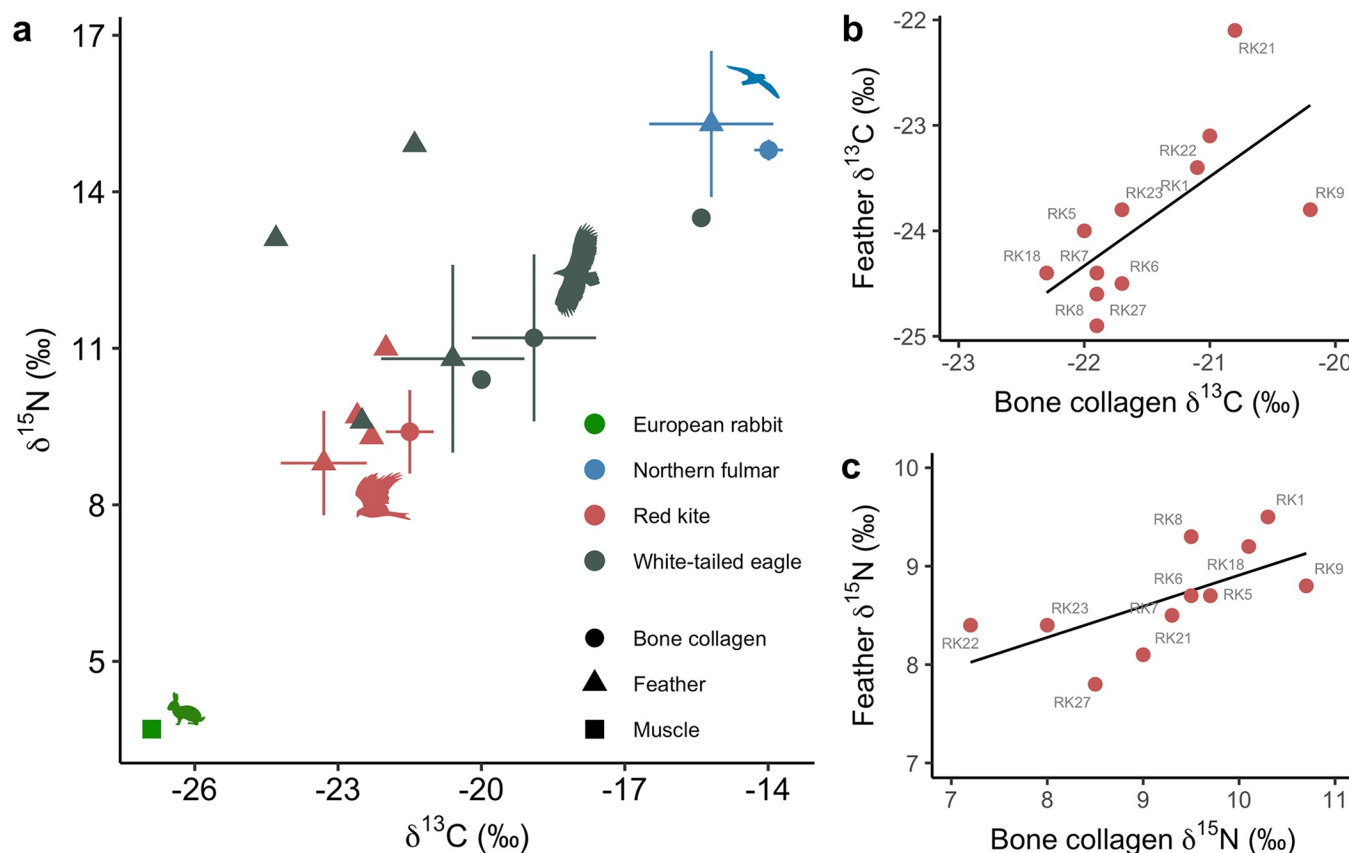 a
17
14
11
8
5
δ15N (‰)
-26
-23
-20
-17
-14
δ13C (‰)
European rabbit
Northern fulmar
Red kite
White-tailed eagle
Bone collagen
Feather
Muscle
b
-22
-23
-24
-25
Feather δ13C (‰)
RK21
RK22
RK1
RK23
RK9
RK5
RK18
RK7
RK6
RK8
RK27
-23
-22
-21
-20
Bone collagen δ13C (‰)
c
10
9
8
7
Feather δ15N (‰)
RK1
RK8
RK18
RK9
RK6
RK23
RK7
RK5
RK22
RK21
RK27
7
8
9
10
11
Bone collagen δ15N (‰)